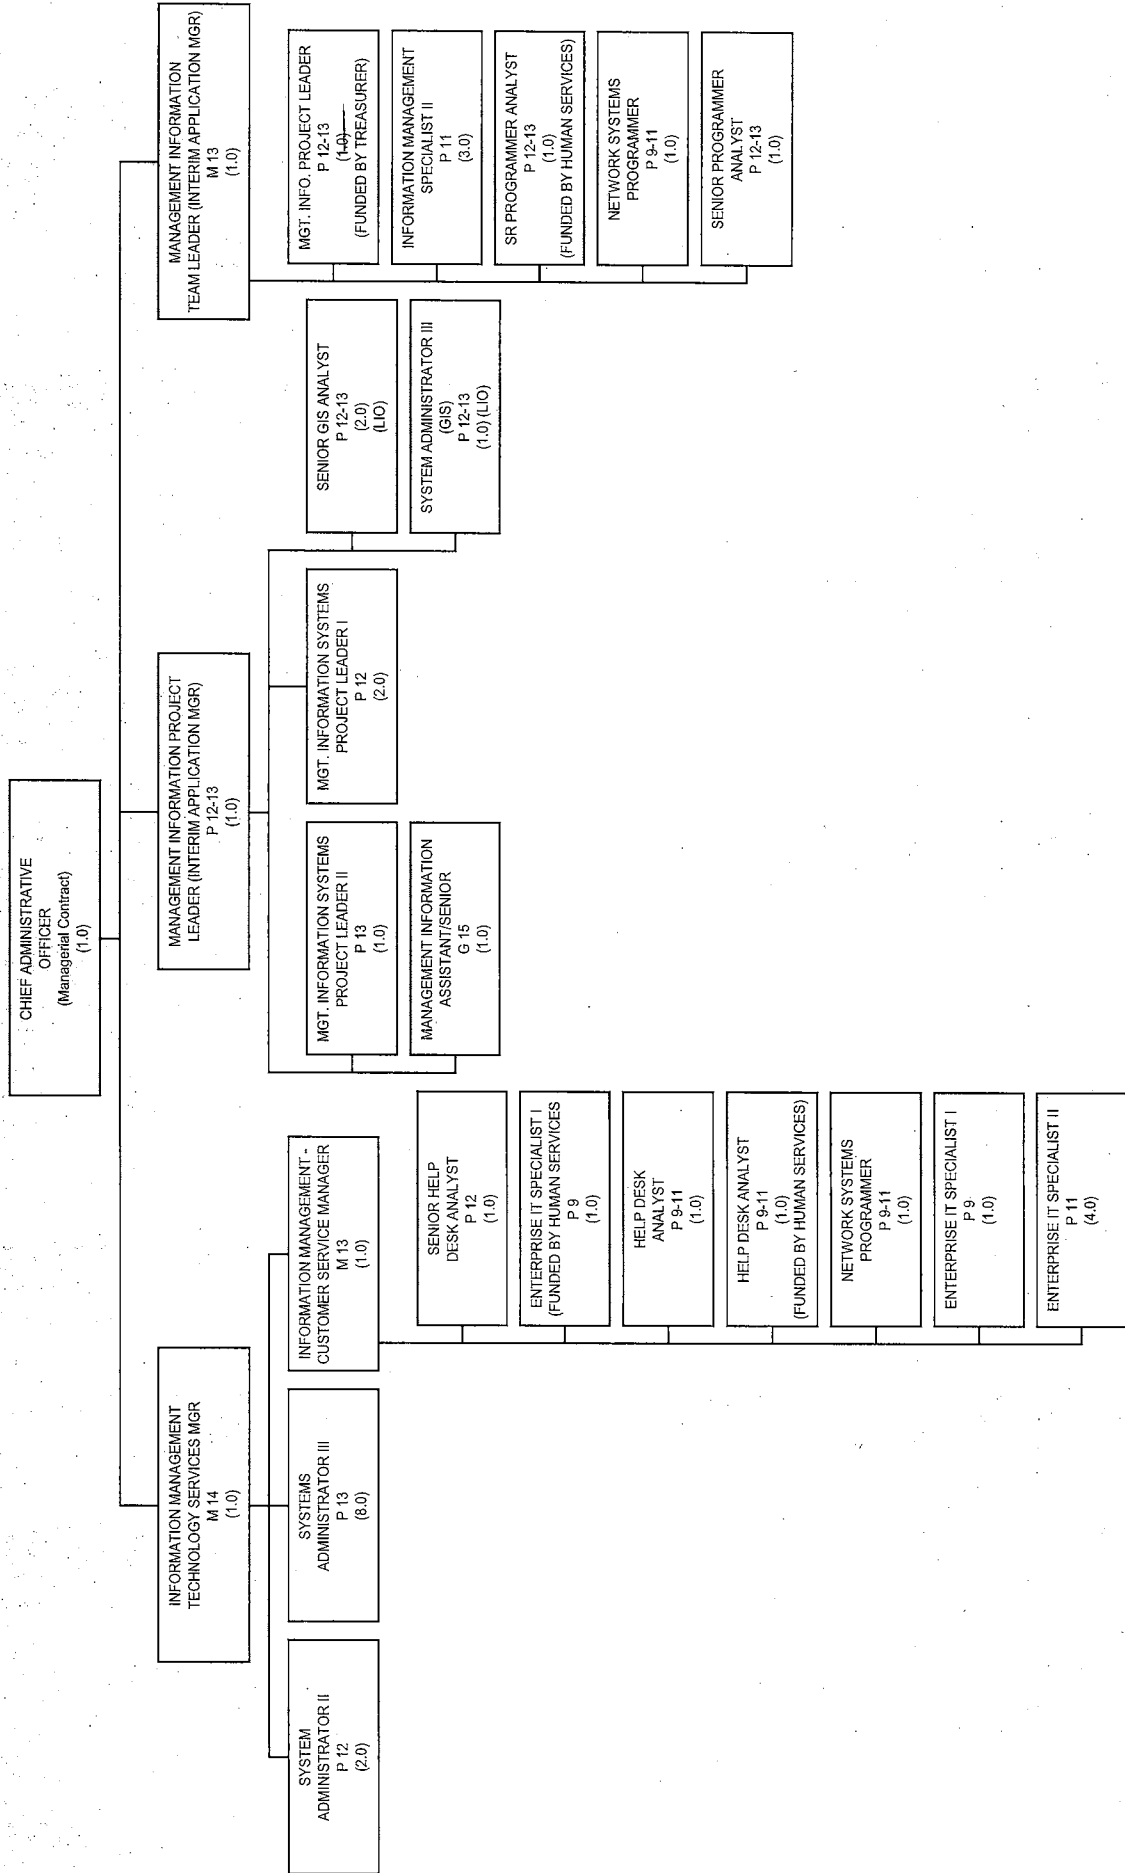 CHIEF ADMINISTRATIVE
OFFICER
(Managerial Contract)
(1.0)
INFORMATION MANAGEMENT
TECHNOLOGY SERVICES MGR
M 14
(1.0)
SYSTEM
ADMINISTRATOR II
P 12
(2.0)
SYSTEMS
ADMINISTRATOR III
P 13
(8.0)
INFORMATION MANAGEMENT -
CUSTOMER SERVICE MANAGER
M 13
(1.0)
SENIOR HELP
DESK ANALYST
P 12
(1.0)
ENTERPRISE IT SPECIALIST I
(FUNDED BY HUMAN SERVICES
P 9
(1.0)
HELP DESK
ANALYST
P 9-11
(1.0)
HELP DESK ANALYST
P 9-11
(1.0)
(FUNDED BY HUMAN SERVICES)
NETWORK SYSTEMS
PROGRAMMER
P 9-11
(1.0)
ENTERPRISE IT SPECIALIST I
P 9
(1.0)
ENTERPRISE IT SPECIALIST II
P 11
(4.0)
MANAGEMENT INFORMATION PROJECT
LEADER (INTERIM APPLICATION MGR)
P 12-13
(1.0)
MGT. INFORMATION SYSTEMS
PROJECT LEADER II
P 13
(1.0)
MANAGEMENT INFORMATION
ASSISTANT/SENIOR
G 15
(1.0)
MGT. INFORMATION SYSTEMS
PROJECT LEADER I
P 12
(2.0)
SENIOR GIS ANALYST
P 12-13
(2.0)
(LIO)
SYSTEM ADMINISTRATOR III
(GIS)
P 12-13
(1.0) (LIO)
MANAGEMENT INFORMATION
TEAM LEADER (INTERIM APPLICATION MGR)
M 13
(1.0)
MGT. INFO. PROJECT LEADER
P 12-13
(1.0)
(FUNDED BY TREASURER)
INFORMATION MANAGEMENT
SPECIALIST II
P 11
(3.0)
SR PROGRAMMER ANALYST
P 12-13
(1.0)
(FUNDED BY HUMAN SERVICES)
NETWORK SYSTEMS
PROGRAMMER
P 9-11
(1.0)
SENIOR PROGRAMMER
ANALYST
P 12-13
(1.0)